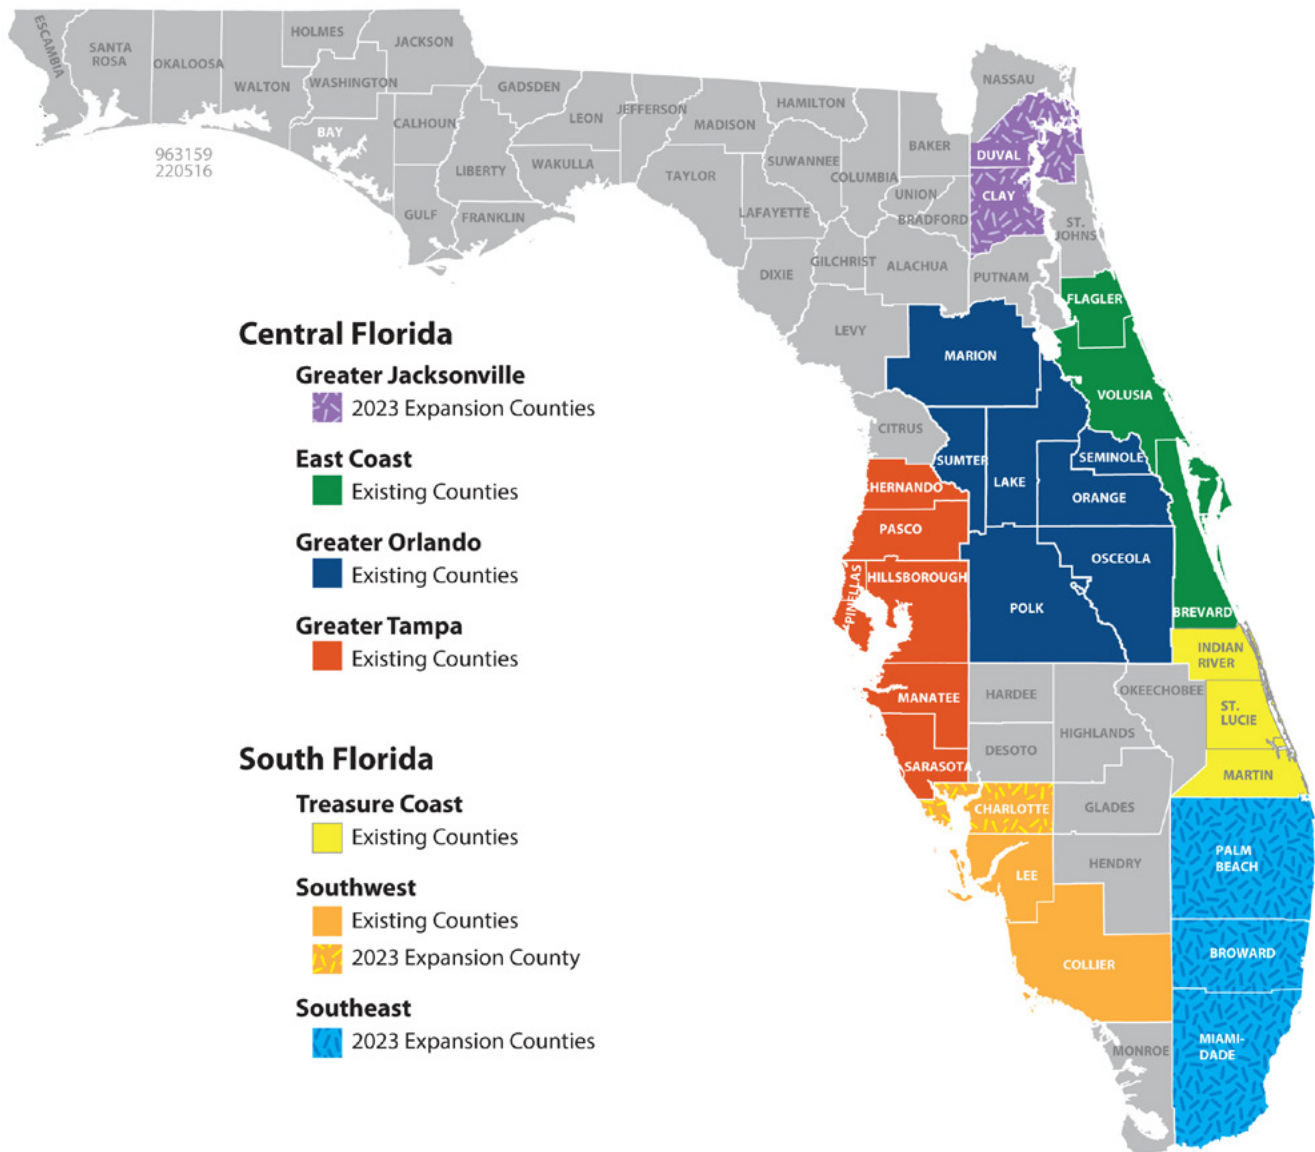 ESCAMBIA
SANTA
ROSA
OKALOOSA
WALTON
HOLMES
WASHINGTON
JACKSON
BAY
CALHOUN
GULF
GADSDEN
LIBERTY
FRANKLIN
LEON
WAKULLA
JEFFERSON
MADISON
TAYLOR
HAMILTON
SUWANNEE
LAFAYETTE
DIXIE
COLUMBIA
GILCHRIST
LEVY
BAKER
UNION
BRADFORD
ALACHUA
NASSAU
DUVAL
CLAY
ST.
JOHNS
PUTNAM
963159
220516
FLAGLER
MARION
VOLUSIA
CITRUS
SUMTER
LAKE
SEMINOLE
ORANGE
HERNANDO
PASCO
PINELLAS
HILLSBOROUGH
POLK
OSCEOLA
BREVARD
INDIAN
RIVER
MANATEE
HARDEE
OKEECHOBEE
ST.
LUCIE
HIGHLANDS
DESOTO
SARASOTA
MARTIN
CHARLOTTE
GLADES
LEE
HENDRY
PALM
BEACH
COLLIER
BROWARD
MONROE
MIAMI-
DADE
Central Florida
Greater Jacksonville
2023 Expansion Counties
East Coast
Existing Counties
Greater Orlando
Existing Counties
Greater Tampa
Existing Counties
South Florida
Treasure Coast
Existing Counties
Southwest
Existing Counties
2023 Expansion County
Southeast
2023 Expansion Counties